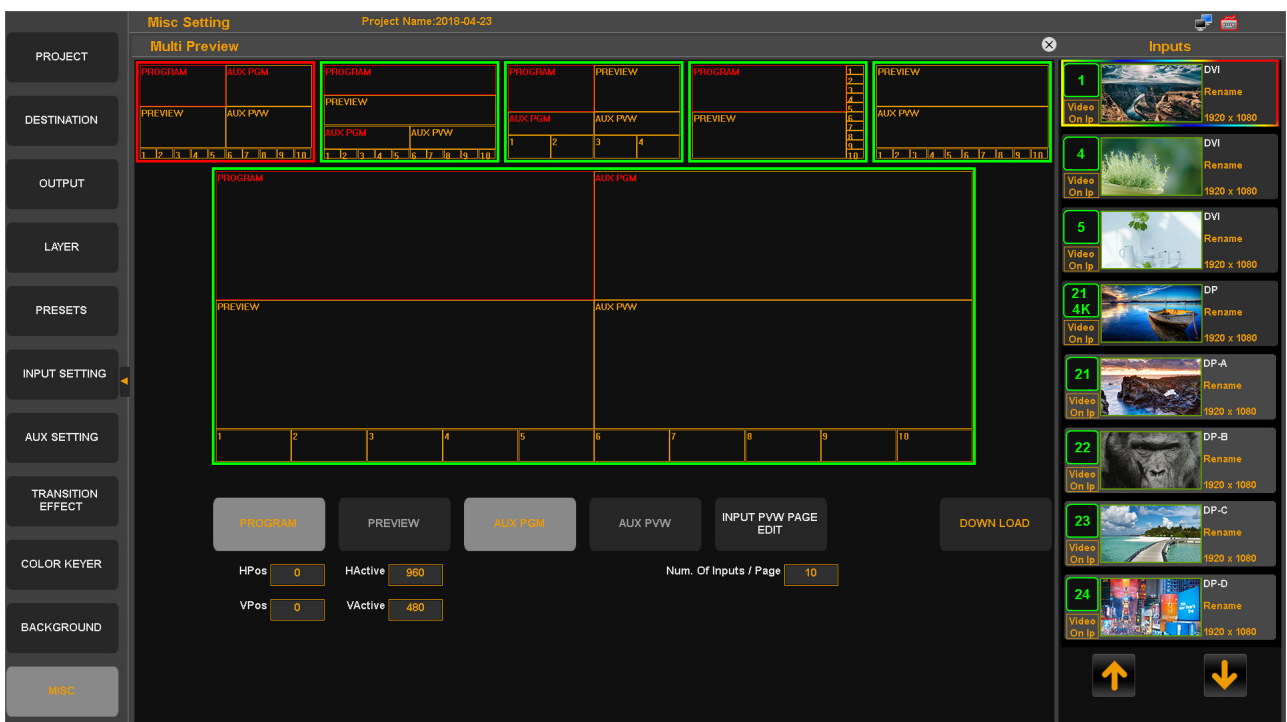 Misc Setting
Project Name:2018-04-23
Multi Preview
Inputs
PROJECT
DESTINATION
OUTPUT
LAYER
PRESETS
INPUT SETTING
AUX SETTING
TRANSITION
EFFECT
COLOR KEYER
BACKGROUND
MISC
PROGRAM AUX PGM
PREVIEW AUX PVW
1 2 3 4 5 6 7 8 9 10
PROGRAM
PREVIEW
AUX PGM AUX PVW
1 2 3 4 5 6 7 8 9 10
PROGRAM PREVIEW
AUX PGM AUX PVW
1 2 3 4
PROGRAM
PREVIEW
1
2
3
4
5
6
7
8
9
10
PREVIEW
AUX PVW
1 2 3 4 5 6 7 8 9 10
PROGRAM AUX PGM
PREVIEW AUX PVW
1 2 3 4 5 6 7 8 9 10
PROGRAM PREVIEW AUX PGM AUX PVW
INPUT PVW PAGE
EDIT
DOWN LOAD
HPos 0 HActive 960
Num. Of Inputs / Page 10
VPos 0 VActive 480
1
Video
On Ip
DVI
Rename
1920 x 1080
4
Video
On Ip
DVI
Rename
1920 x 1080
5
Video
On Ip
DVI
Rename
1920 x 1080
21
4K
Video
On Ip
DP
Rename
1920 x 1080
21
Video
On Ip
DP-A
Rename
1920 x 1080
22
Video
On Ip
DP-B
Rename
1920 x 1080
23
Video
On Ip
DP-C
Rename
1920 x 1080
24
Video
On Ip
DP-D
Rename
1920 x 1080